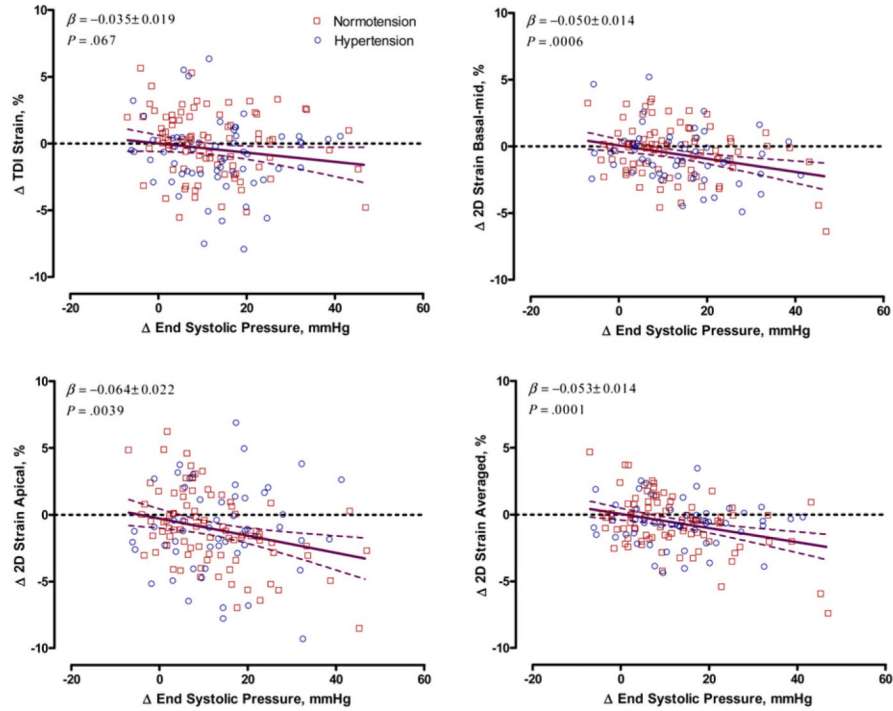 β = −0.035± 0.019
P = .067
Normotension
Hypertension
10
5
0
-5
-10
Δ TDI Strain, %
-20
0
20
40
60
Δ End Systolic Pressure, mmHg
β = −0.050± 0.014
P = .0006
10
5
0
-5
-10
Δ 2D Strain Basal-mid, %
-20
0
20
40
60
Δ End Systolic Pressure, mmHg
β = −0.064± 0.022
P = .0039
10
5
0
-5
-10
Δ 2D Strain Apical, %
-20
0
20
40
60
Δ End Systolic Pressure, mmHg
β = −0.053± 0.014
P = .0001
10
5
0
-5
-10
Δ 2D Strain Averaged, %
-20
0
20
40
60
Δ End Systolic Pressure, mmHg